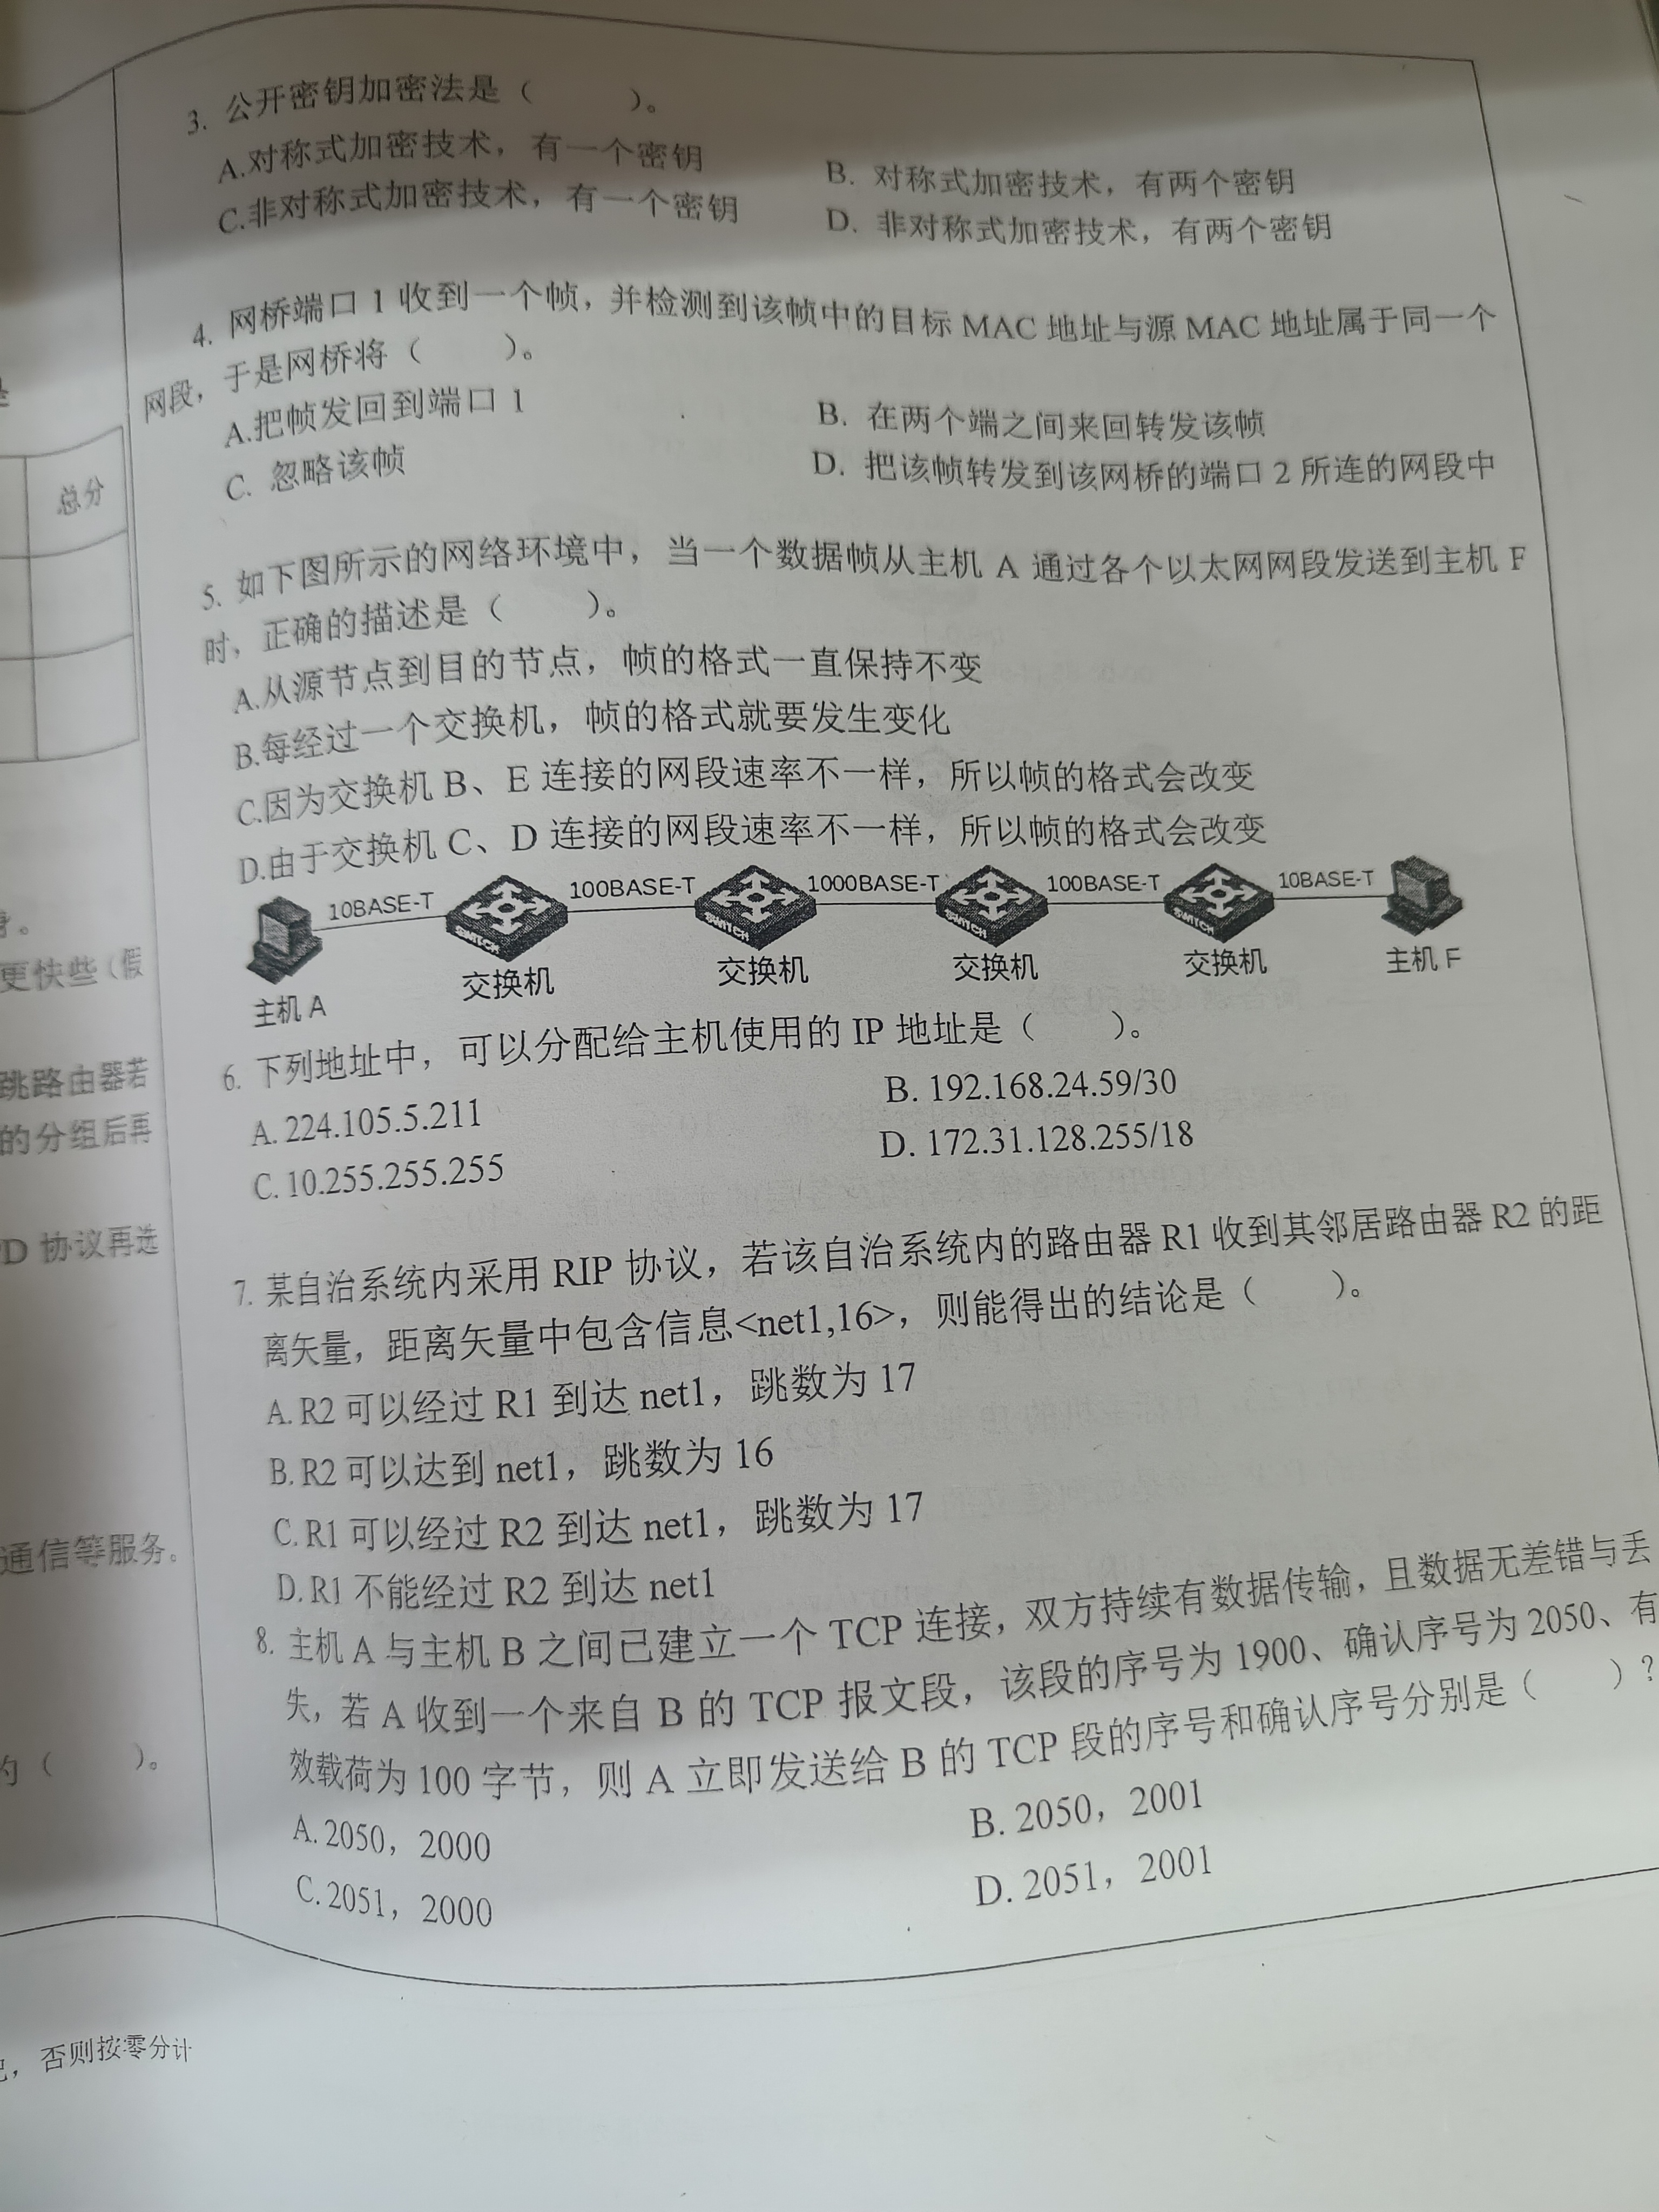 总分
身。
更快些（假
跳路由器若
的分组后再
PD 协议再选
通信等服务。
的（ ）。
记，否则按零分计
3. 公开密钥加密法是（ ）。
A.对称式加密技术，有一个密钥
B. 对称式加密技术，有两个密钥
C.非对称式加密技术，有一个密钥
D. 非对称式加密技术，有两个密钥
4. 网桥端口 1 收到一个帧，并检测到该帧中的目标 MAC 地址与源 MAC 地址属于同一个
网段，于是网桥将（ ）。
A.把帧发回到端口 1
B. 在两个端之间来回转发该帧
C. 忽略该帧
D. 把该帧转发到该网桥的端口 2 所连的网段中
5. 如下图所示的网络环境中，当一个数据帧从主机 A 通过各个以太网网段发送到主机 F
时，正确的描述是（ ）。
A.从源节点到目的节点，帧的格式一直保持不变
B.每经过一个交换机，帧的格式就要发生变化
C.因为交换机 B、E 连接的网段速率不一样，所以帧的格式会改变
D.由于交换机 C、D 连接的网段速率不一样，所以帧的格式会改变
10BASE-T 100BASE-T 1000BASE-T 100BASE-T 10BASE-T
SWITCH SWITCH SWITCH SWITCH
主机 A 交换机 交换机 交换机 交换机 主机 F
6. 下列地址中，可以分配给主机使用的 IP 地址是（ ）。
A. 224.105.5.211
B. 192.168.24.59/30
C. 10.255.255.255
D. 172.31.128.255/18
7. 某自治系统内采用 RIP 协议，若该自治系统内的路由器 R1 收到其邻居路由器 R2 的距
离矢量，距离矢量中包含信息<net1,16>，则能得出的结论是（ ）。
A. R2 可以经过 R1 到达 net1，跳数为 17
B. R2 可以达到 net1，跳数为 16
C. R1 可以经过 R2 到达 net1，跳数为 17
D. R1 不能经过 R2 到达 net1
8. 主机 A 与主机 B 之间已建立一个 TCP 连接，双方持续有数据传输，且数据无差错与丢
失，若 A 收到一个来自 B 的 TCP 报文段，该段的序号为 1900、确认序号为 2050、有
效载荷为 100 字节，则 A 立即发送给 B 的 TCP 段的序号和确认序号分别是（ ）？
A. 2050，2000
B. 2050，2001
C. 2051，2000
D. 2051，2001